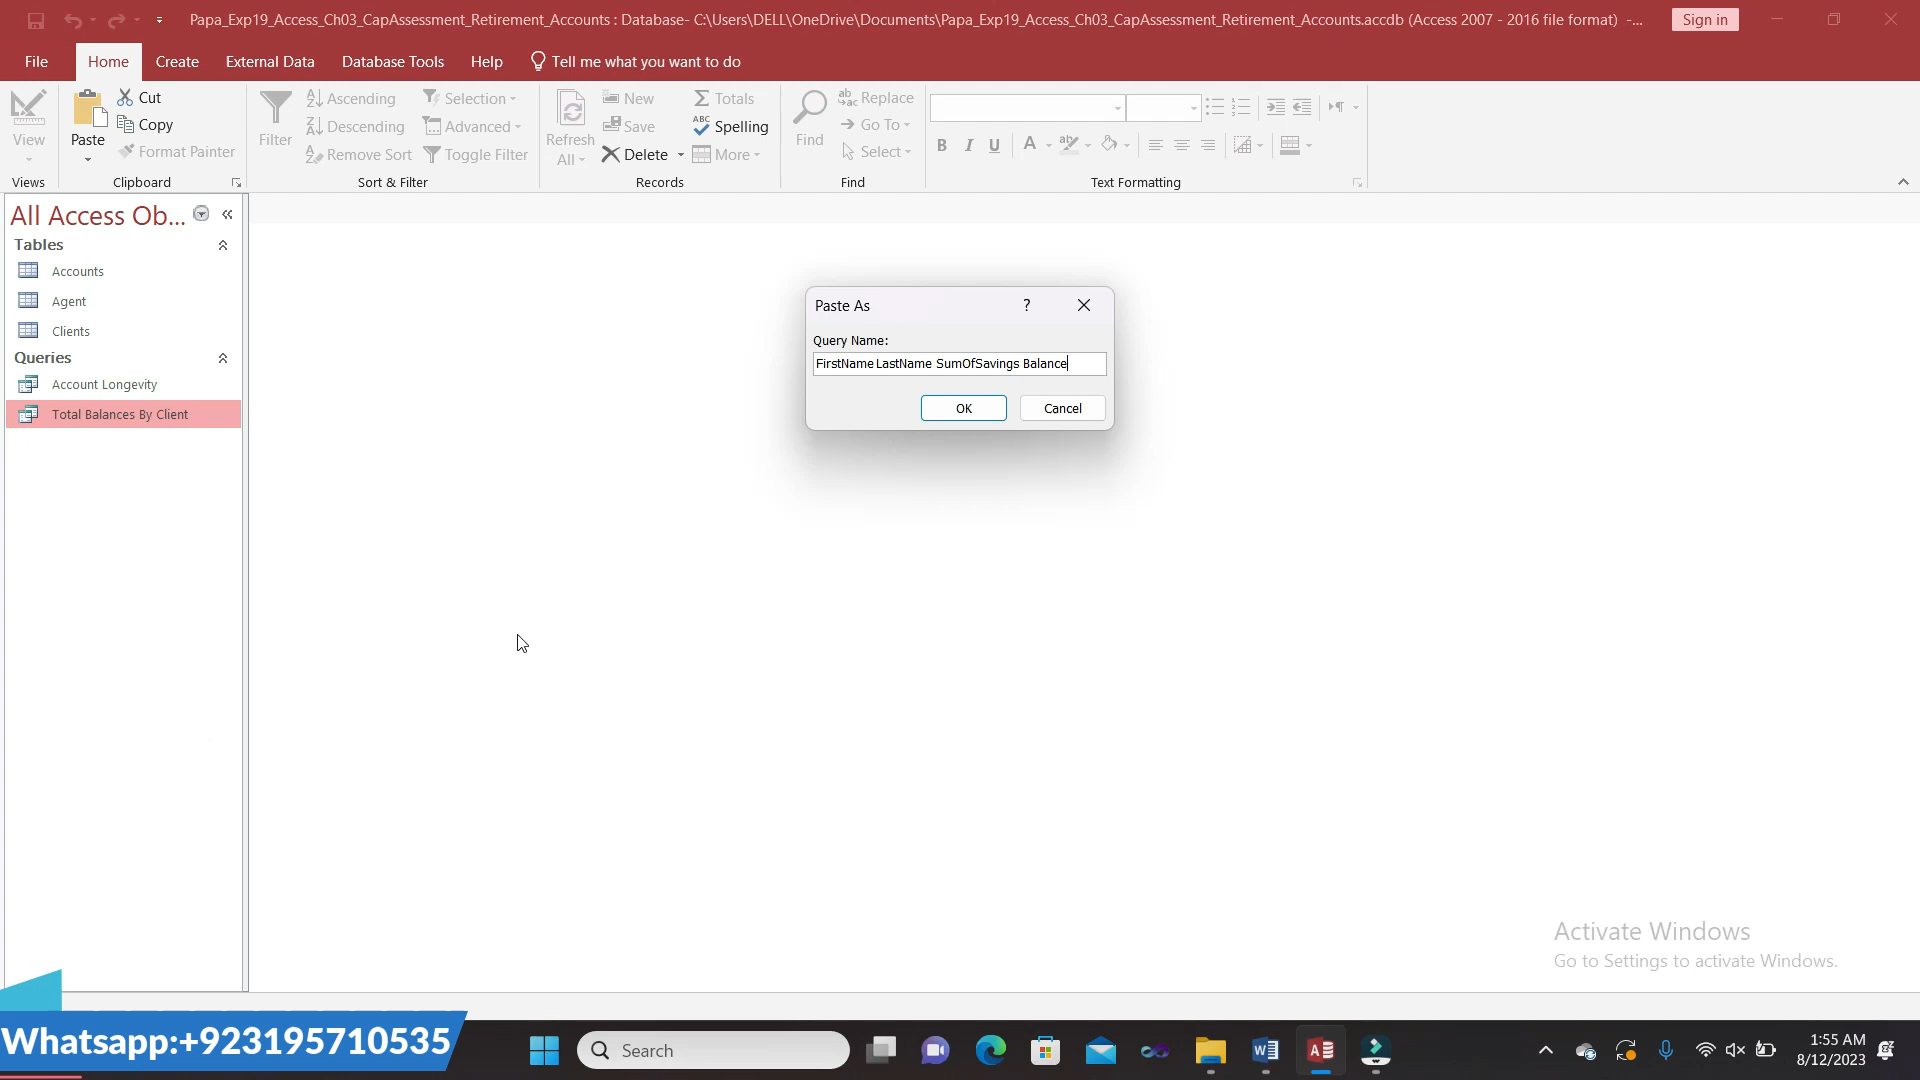 Papa_Exp19_Access_Ch03_CapAssessment_Retirement_Accounts : Database- C:\Users\DELL\OneDrive\Documents\Papa_Exp19_Access_Ch03_CapAssessment_Retirement_Accounts.accdb (Access 2007 - 2016 file format) -...
Sign in
File Home Create External Data Database Tools Help Tell me what you want to do
View
Views
Paste
Cut
Copy
Format Painter
Clipboard
Filter
Ascending
Descending
Remove Sort
Selection
Advanced
Toggle Filter
Sort & Filter
Refresh
All
New
Save
Delete
Totals
Spelling
More
Records
Find
Replace
Go To
Select
Find
B I U
Text Formatting
All Access Ob...
Tables
Accounts
Agent
Clients
Queries
Account Longevity
Total Balances By Client
Paste As
Query Name:
FirstName LastName SumOfSavings Balance
OK Cancel
Activate Windows
Go to Settings to activate Windows.
Whatsapp:+923195710535
Search
1:55 AM
8/12/2023